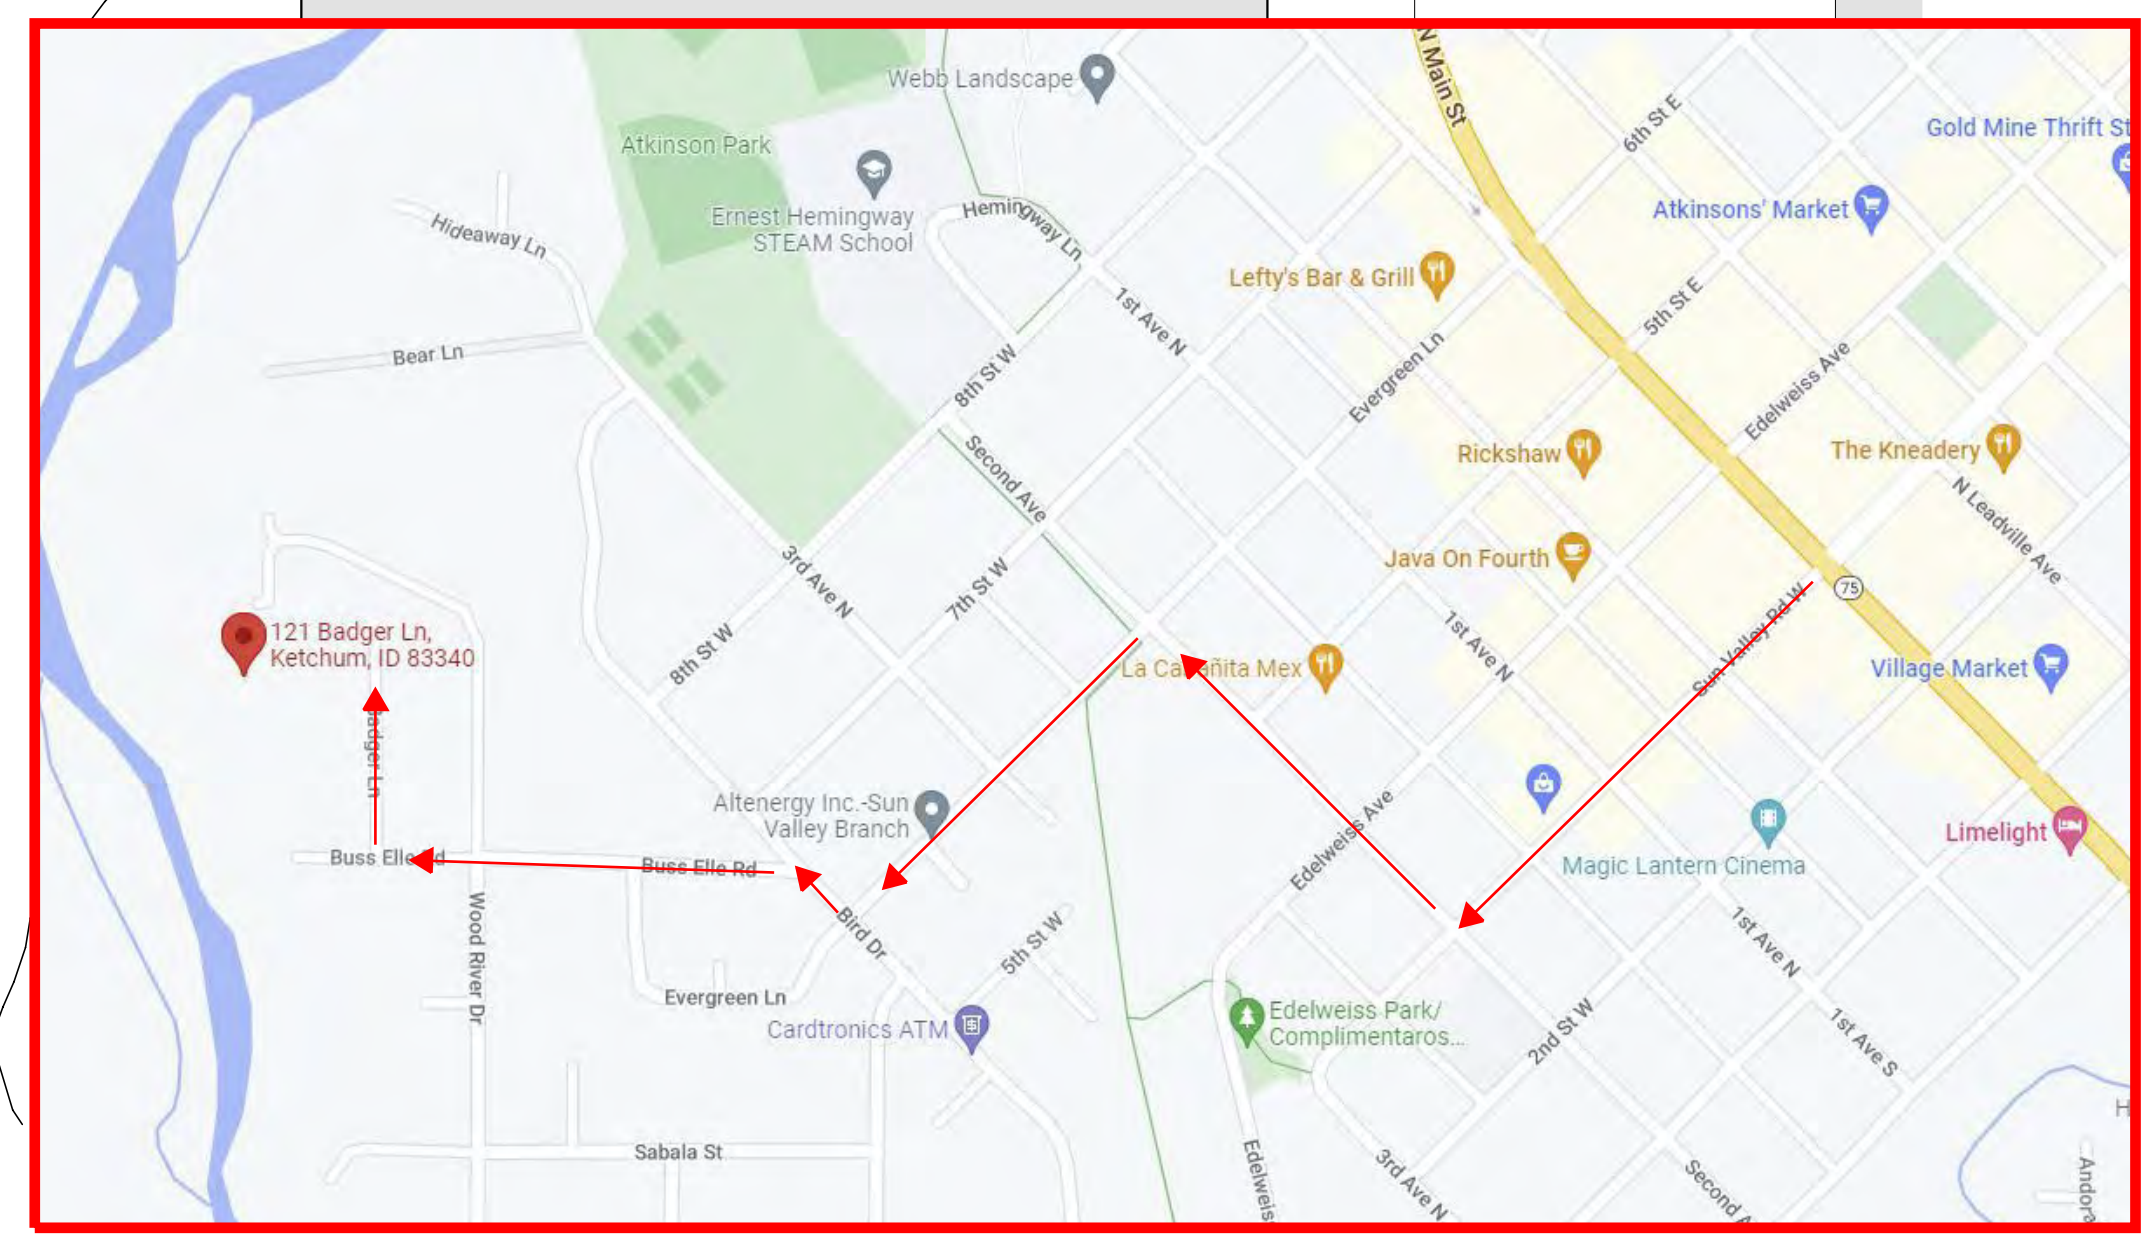 N Main St
Webb Landscape
6th St E
Gold Mine Thrift St
Atkinson Park
Atkinsons' Market
Ernest Hemingway
STEAM School
Hemingway Ln
Hideaway Ln
Lefty's Bar & Grill
1st Ave N
5th St E
Bear Ln
8th St W
Evergreen Ln
Edelweiss Ave
Rickshaw
The Kneadery
Second Ave
N Leadville Ave
Java On Fourth
3rd Ave N
7th St W
75
121 Badger Ln,
Ketchum, ID 83340
8th St W
1st Ave N
Sun Valley Rd W
La Cabañita Mex
Village Market
Badger Ln
Altenergy Inc.-Sun
Valley Branch
Edelweiss Ave
Limelight
Magic Lantern Cinema
Buss Elle Rd
Buss Elle Rd
Wood River Dr
Bird Dr
5th St W
1st Ave N
Evergreen Ln
Cardtronics ATM
Edelweiss Park/
Complimentaros...
2nd St W
1st Ave S
H
Sabala St
Edelweis
3rd Ave N
Second A
Andora